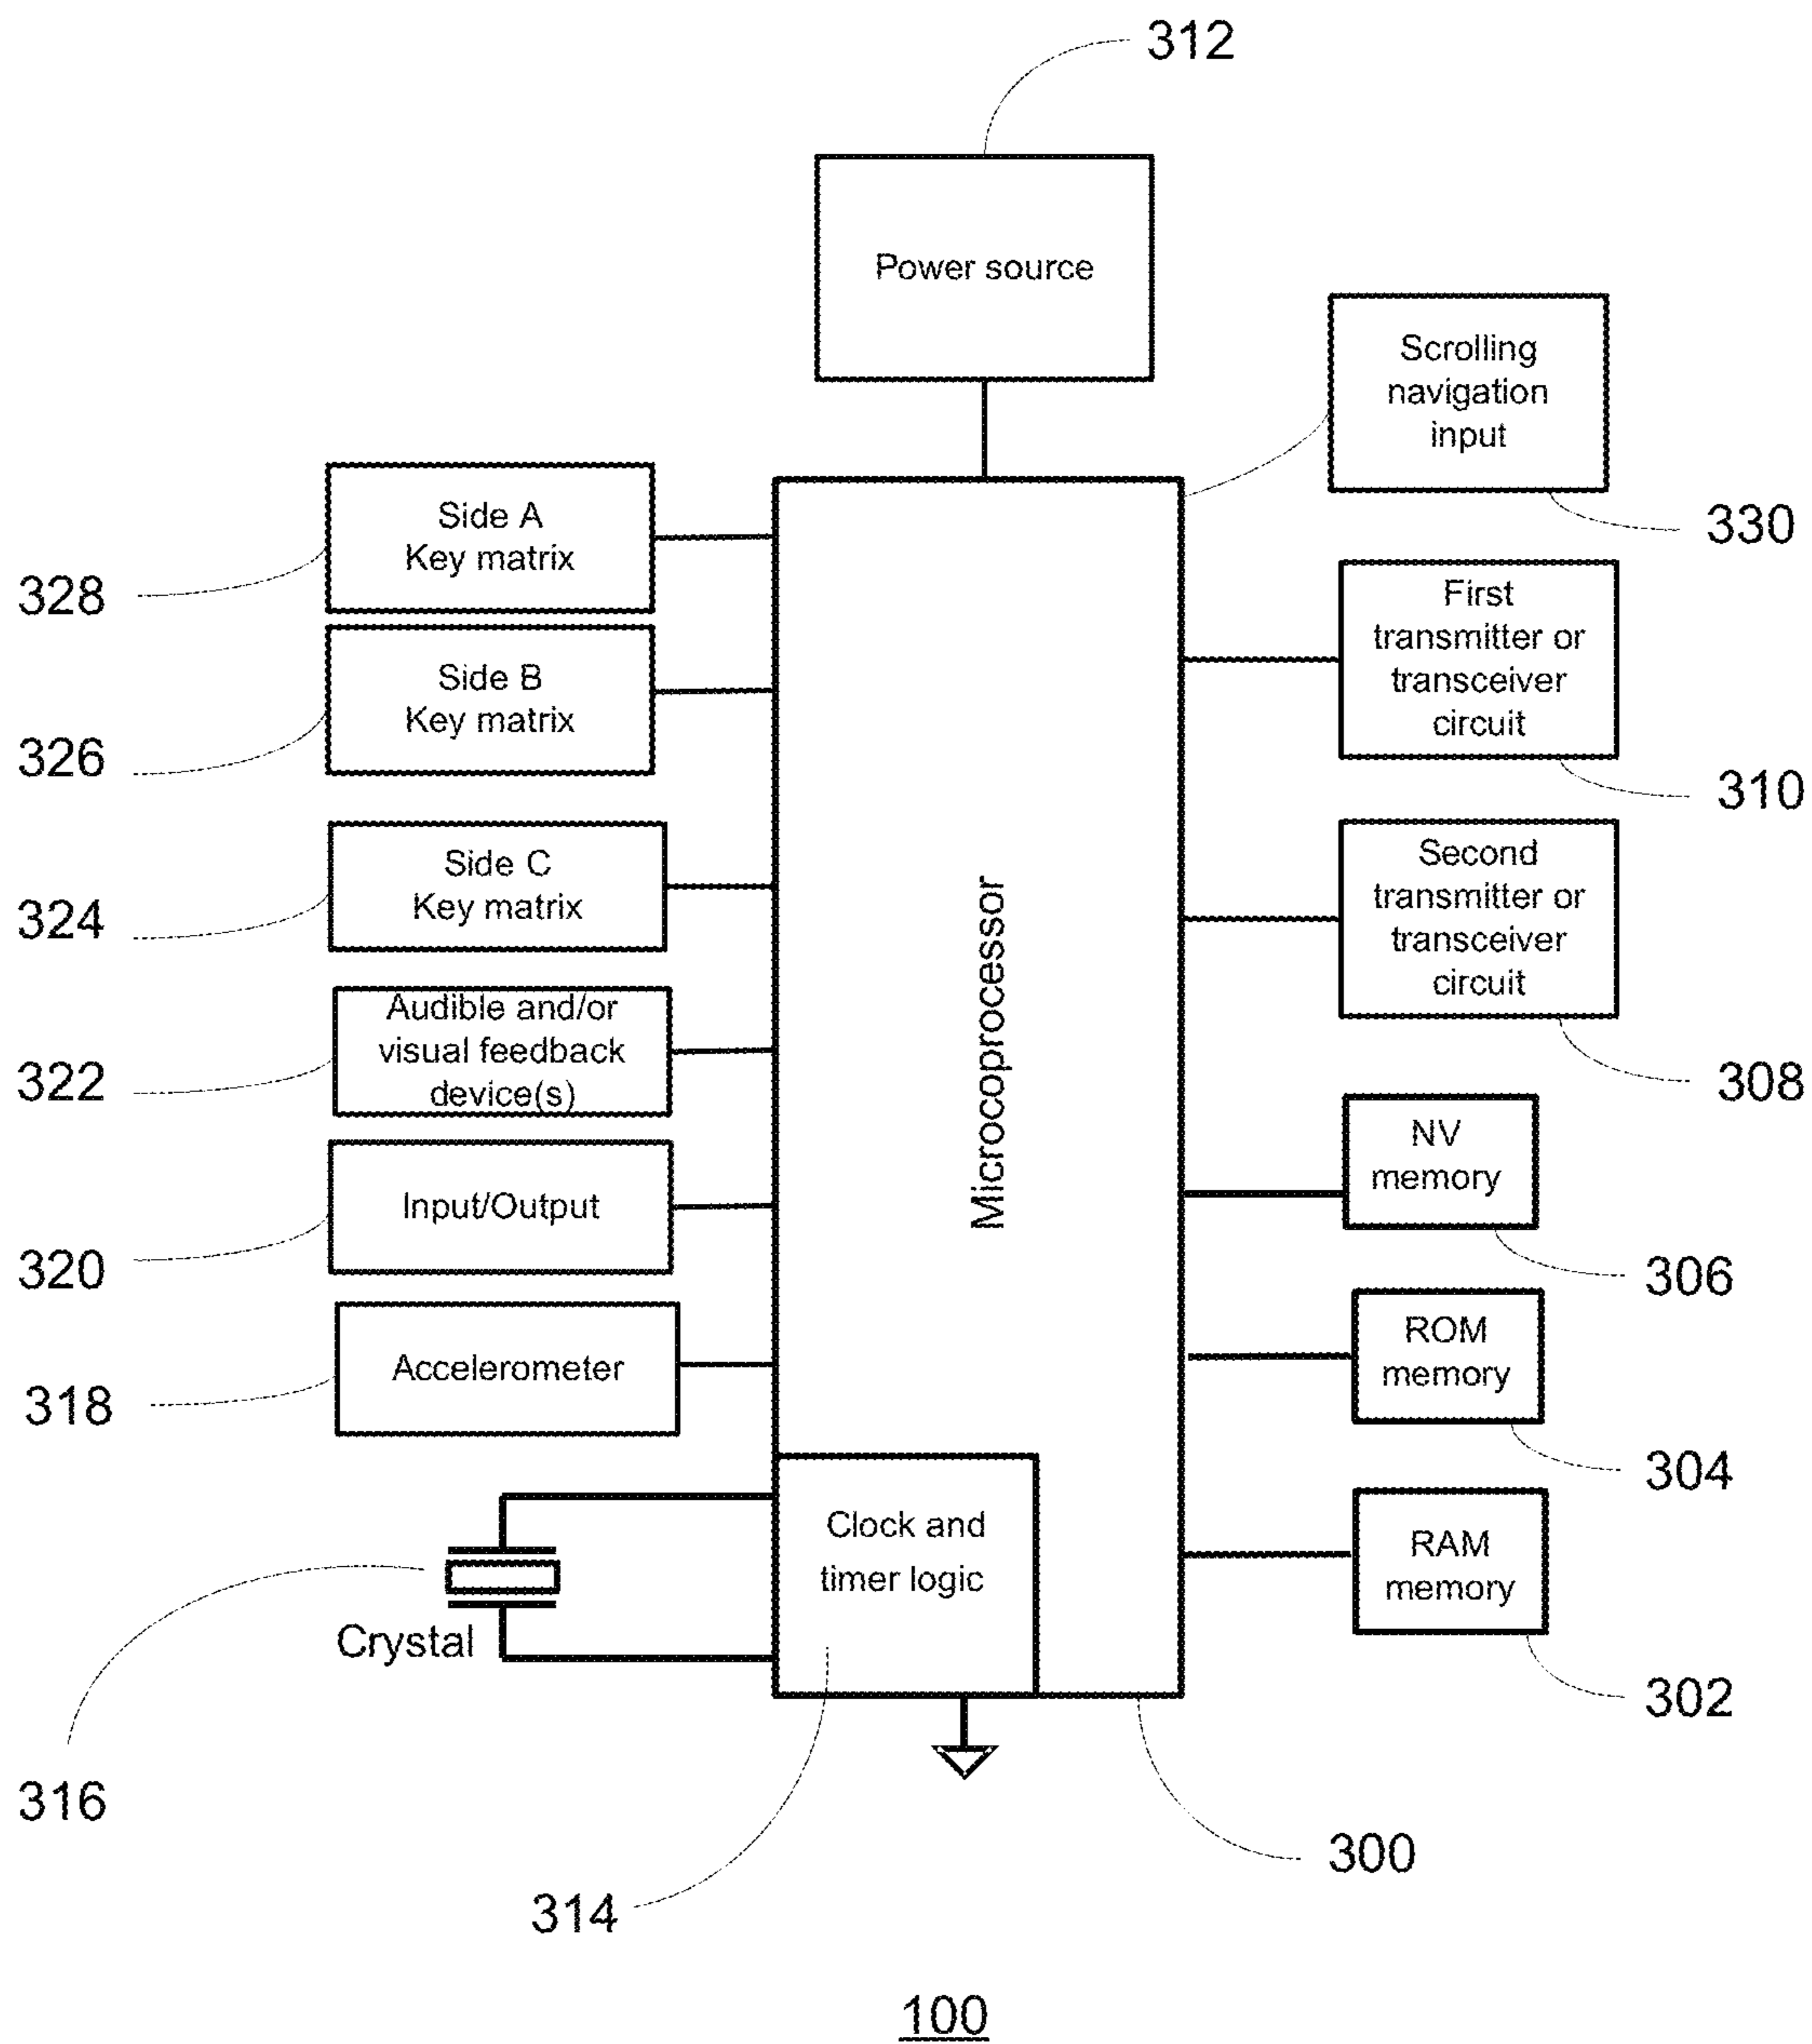 312
Power source
Scrolling
navigation
input
330
Side A
Key matrix
328
First
transmitter or
transceiver
circuit
310
Side B
Key matrix
326
Side C
Key matrix
324
Second
transmitter or
transceiver
circuit
308
Microcoprocessor
Audible and/or
visual feedback
device(s)
322
NV
memory
306
Input/Output
320
ROM
memory
304
Accelerometer
318
Clock and
timer logic
RAM
memory
302
Crystal
316
300
314
100